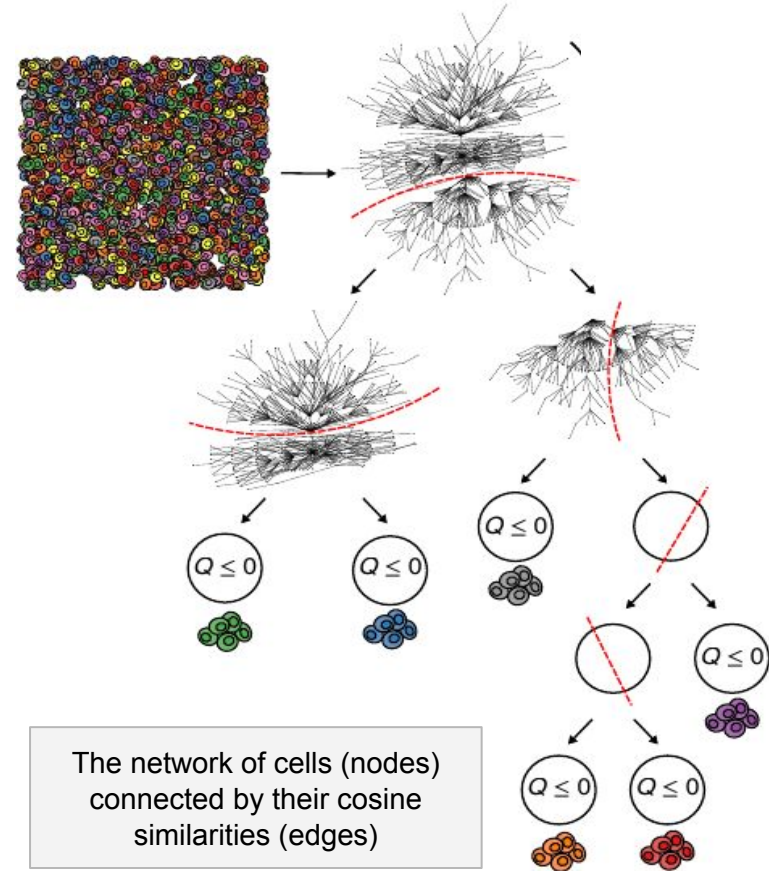 Q ≤ 0
Q ≤ 0
Q ≤ 0
Q ≤ 0
Q ≤ 0
Q ≤ 0
The network of cells (nodes)
connected by their cosine
similarities (edges)